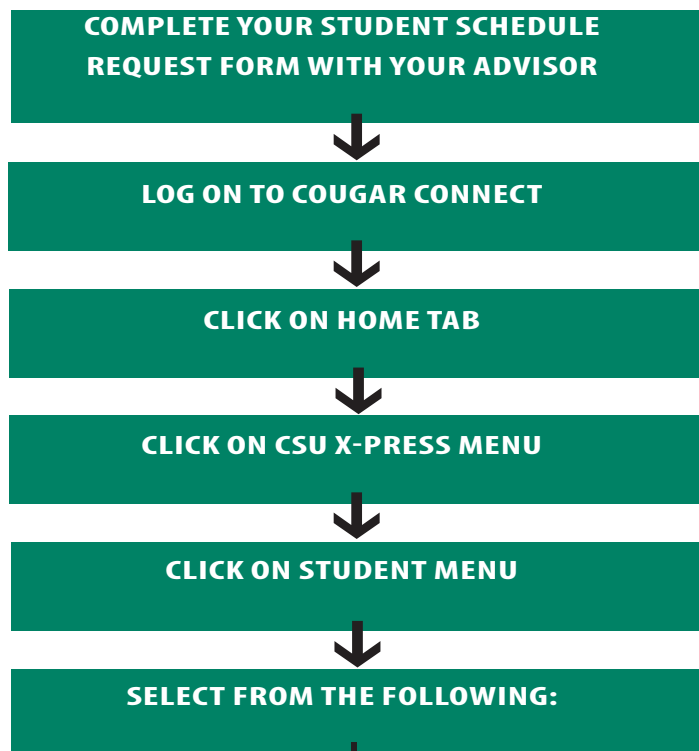 COMPLETE YOUR STUDENT SCHEDULE
REQUEST FORM WITH YOUR ADVISOR
LOG ON TO COUGAR CONNECT
CLICK ON HOME TAB
CLICK ON CSU X-PRESS MENU
CLICK ON STUDENT MENU
SELECT FROM THE FOLLOWING: